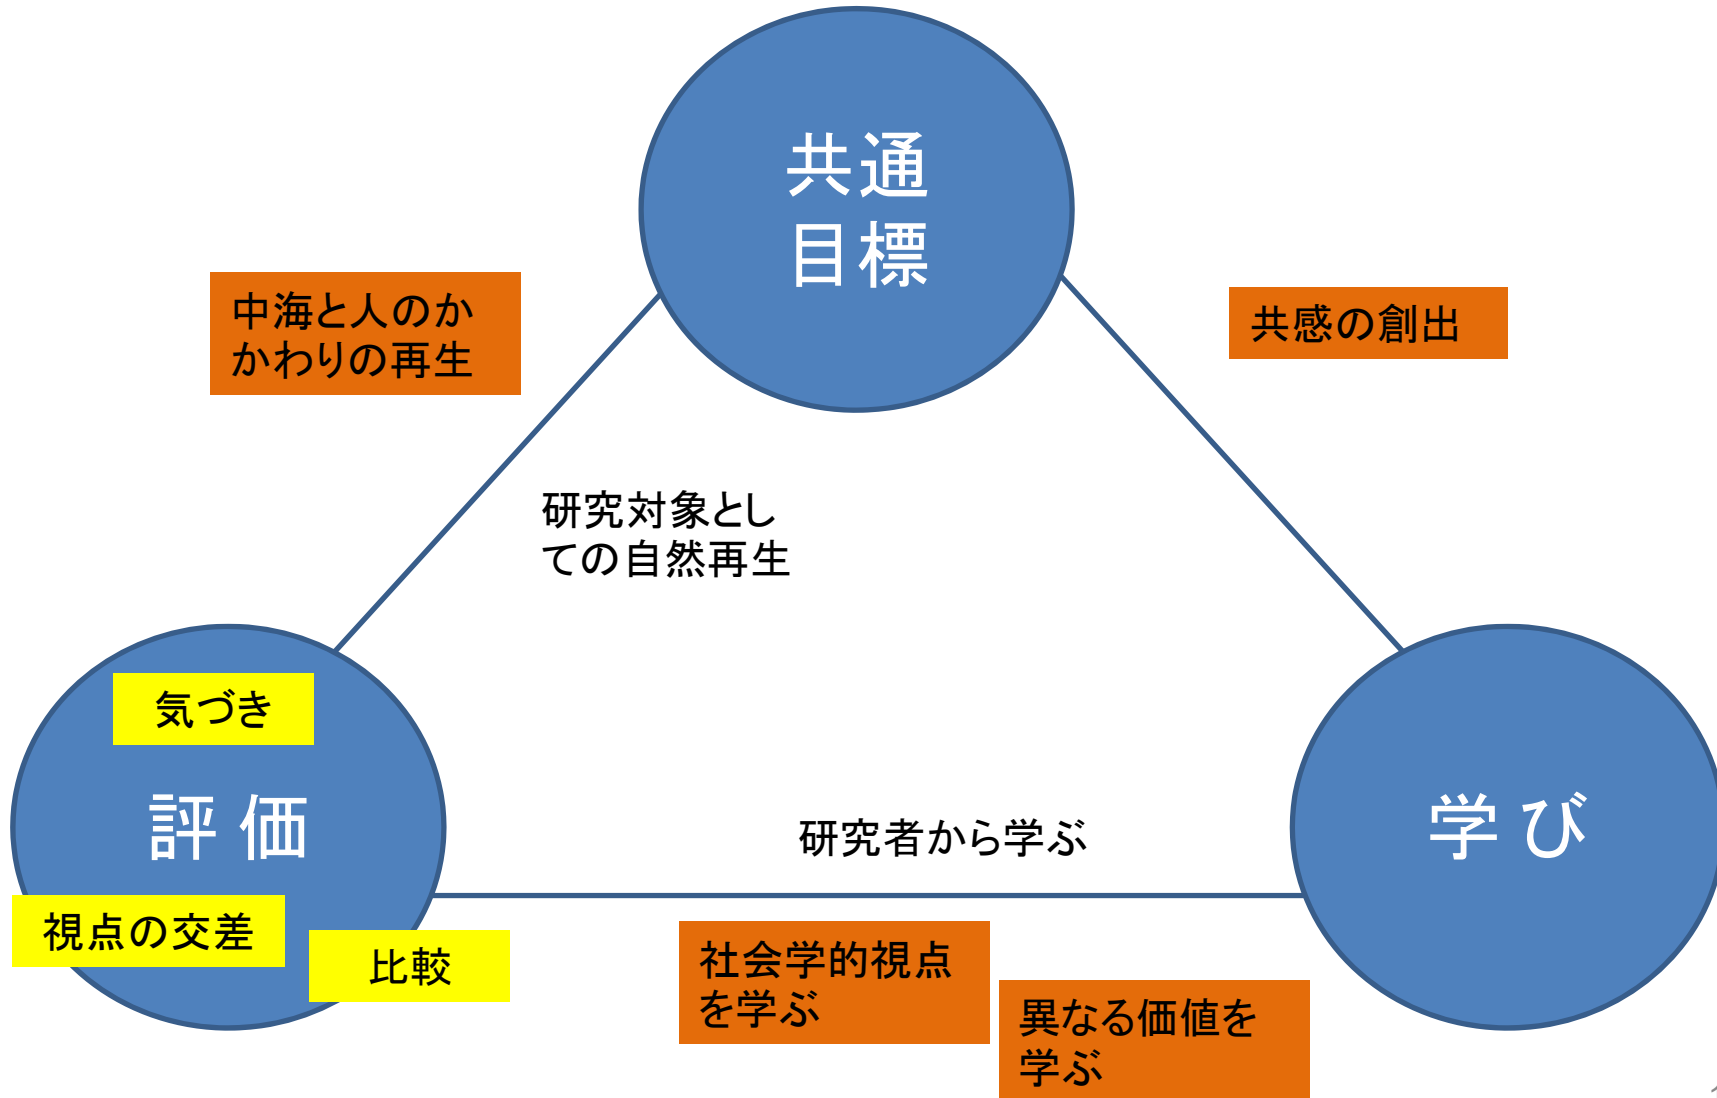 共通
目標
中海と人のか
かわりの再生
共感の創出
研究対象とし
ての自然再生
気づき
評 価
視点の交差
比較
研究者から学ぶ
学 び
社会学的視点
を学ぶ
異なる価値を
学ぶ